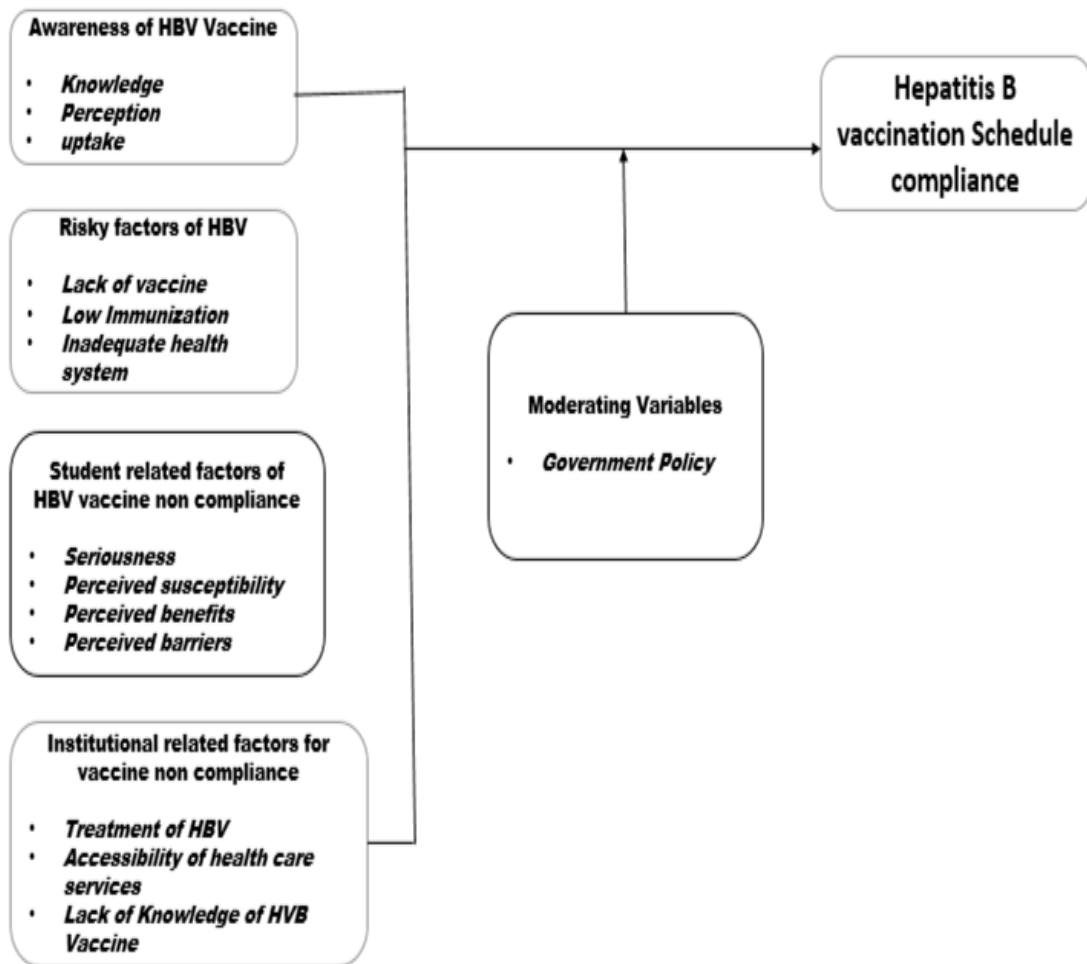 Awareness of HBV Vaccine
• Knowledge
• Perception
• uptake
Risky factors of HBV
• Lack of vaccine
• Low Immunization
• Inadequate health
system
Student related factors of
HBV vaccine non compliance
• Seriousness
• Perceived susceptibility
• Perceived benefits
• Perceived barriers
Institutional related factors for
vaccine non compliance
• Treatment of HBV
• Accessibility of health care
services
• Lack of Knowledge of HVB
Vaccine
Moderating Variables
• Government Policy
Hepatitis B
vaccination Schedule
compliance